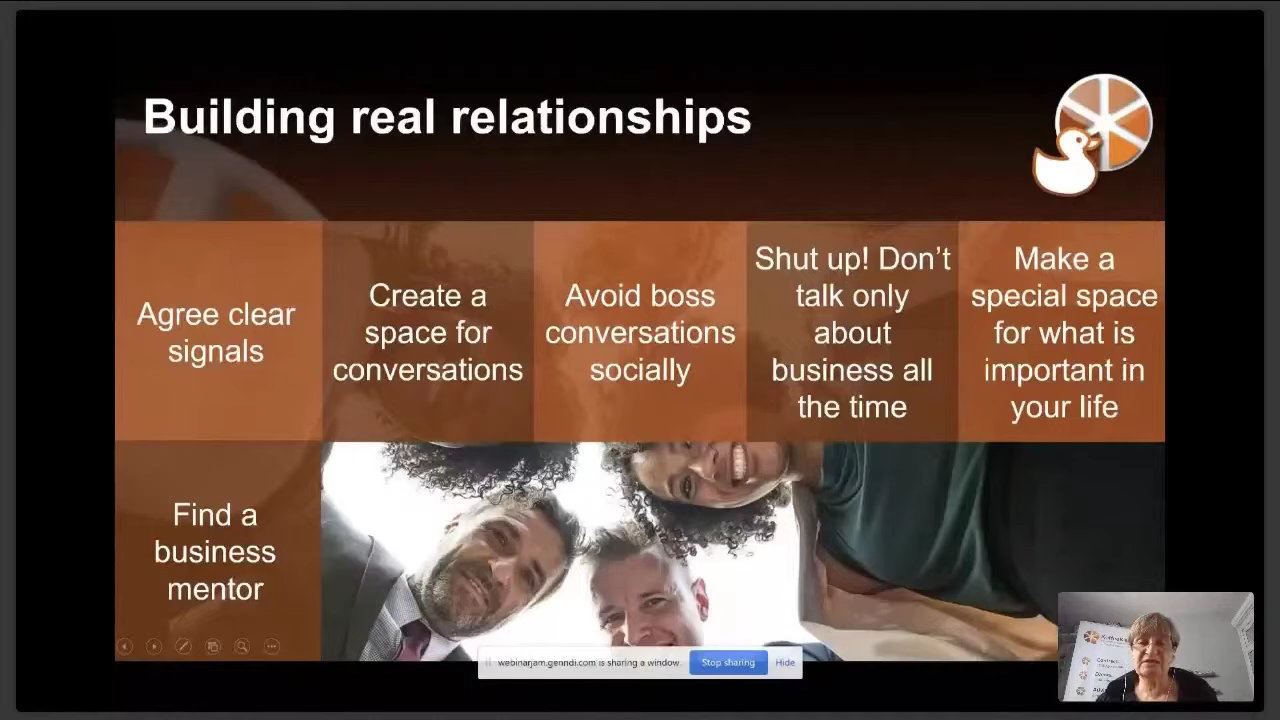 Building real relationships
Agree clear
signals
Create a
space for
conversations
Avoid boss
conversations
socially
Shut up! Don’t
talk only
about
business all
the time
Make a
special space
for what is
important in
your life
Find a
business
mentor
webinarjam.genndi.com is sharing a window.
Stop sharing
Hide